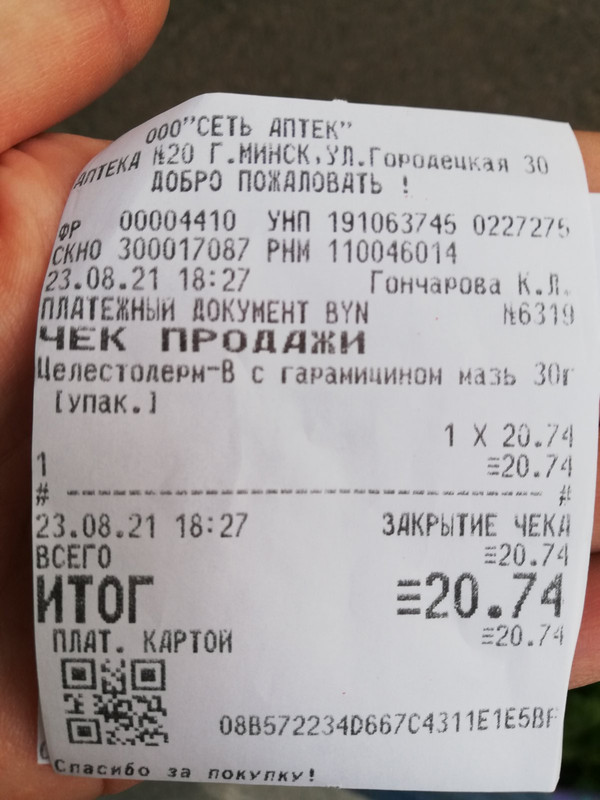 ООО"СЕТЬ АПТЕК"
АПТЕКА №20 Г.МИНСК,УЛ.Городецкая 30
ДОБРО ПОЖАЛОВАТЬ !
ФР 00004410 УНП 191063745 0227275
СКНО 300017087 РНМ 110046014
23.08.21 18:27 Гончарова К.Л.
ПЛАТЕЖНЫЙ ДОКУМЕНТ BYN №6319
ЧЕК ПРОДАЖИ
Целестодерм-В с гарамицином мазь 30г
[упак.]
1 X 20.74
1 =20.74
# #
23.08.21 18:27 ЗАКРЫТИЕ ЧЕКА
ВСЕГО =20.74
ИТОГ =20.74
ПЛАТ. КАРТОЙ =20.74
08B572234D667C4311E1E5BF
Спасибо за покупку!